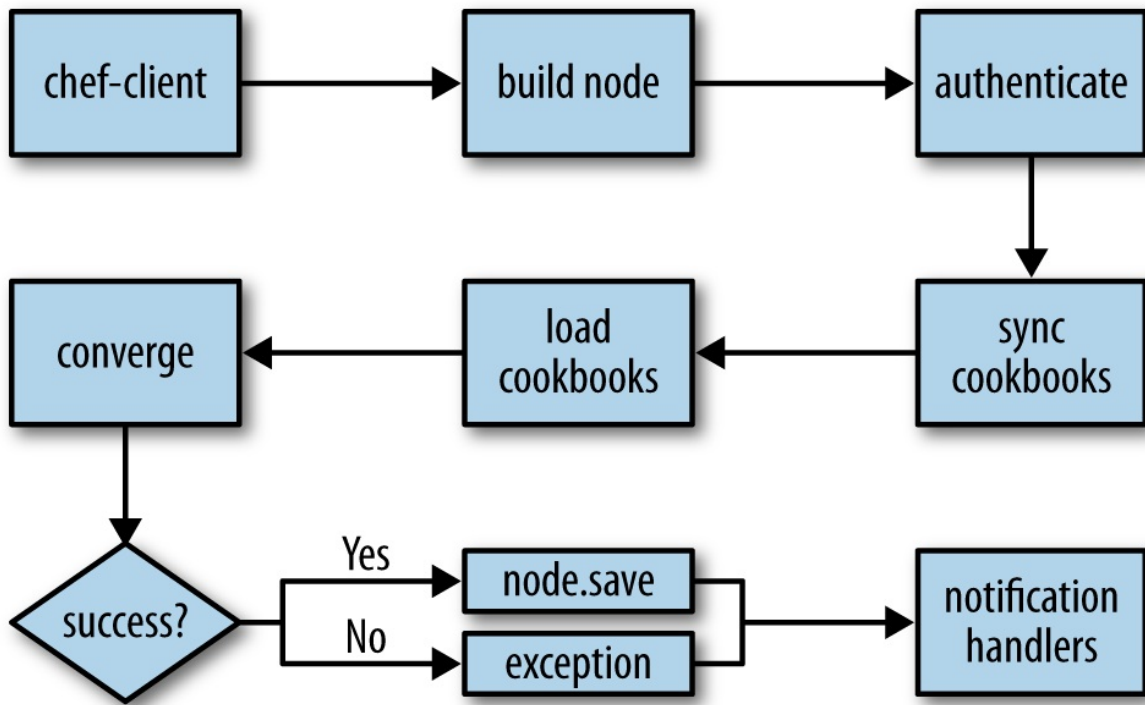 chef-client
build node
authenticate
converge
load
cookbooks
sync
cookbooks
success?
Yes
No
node.save
exception
notification
handlers